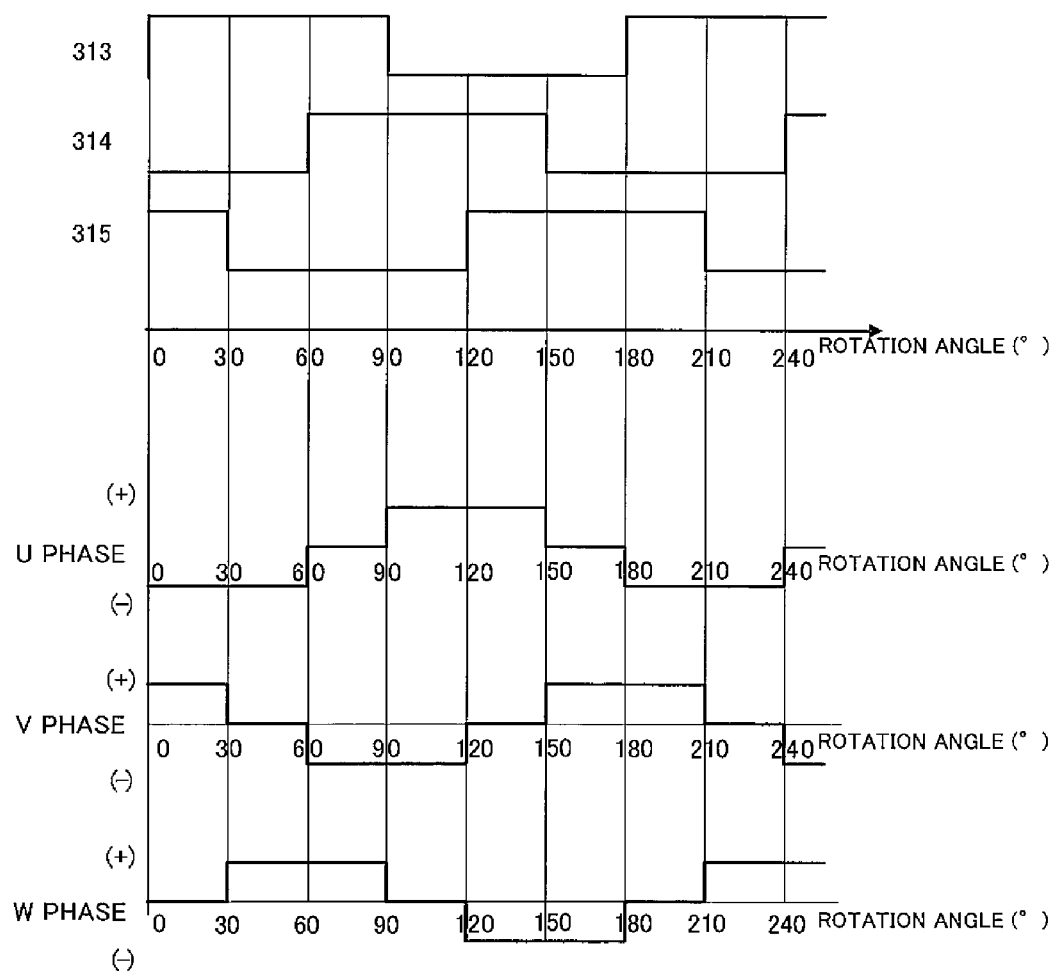 313
314
315
0 30 60 90 120 150 180 210 240 ROTATION ANGLE (° )
(+)
U PHASE
0 30 60 90 120 150 180 210 240 ROTATION ANGLE (° )
(-)
(+)
V PHASE
0 30 60 90 120 150 180 210 240 ROTATION ANGLE (° )
(-)
(+)
W PHASE
0 30 60 90 120 150 180 210 240 ROTATION ANGLE (° )
(-)